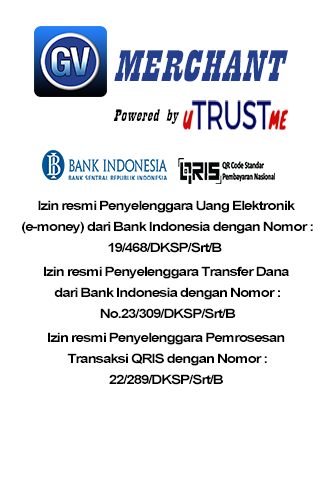 GV MERCHANT
Powered by uTRUSTME
BANK INDONESIA
BANK SENTRAL REPUBLIK INDONESIA
QRIS QR Code Standar
Pembayaran Nasional
Izin resmi Penyelenggara Uang Elektronik
(e-money) dari Bank Indonesia dengan Nomor :
19/468/DKSP/Srt/B
Izin resmi Penyelenggara Transfer Dana
dari Bank Indonesia dengan Nomor :
No.23/309/DKSP/Srt/B
Izin resmi Penyelenggara Pemrosesan
Transaksi QRIS dengan Nomor :
22/289/DKSP/Srt/B